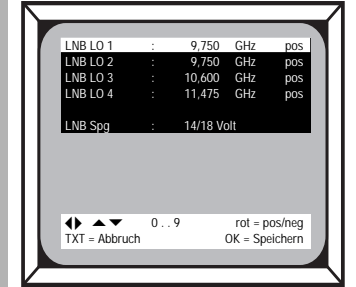 LNB LO 1 : 9,750 GHz pos
LNB LO 2 : 9,750 GHz pos
LNB LO 3 : 10,600 GHz pos
LNB LO 4 : 11,475 GHz pos
LNB Spg : 14/18 Volt
◀▶ ▲▼ 0 . . 9 rot = pos/neg
TXT = Abbruch OK = Speichern